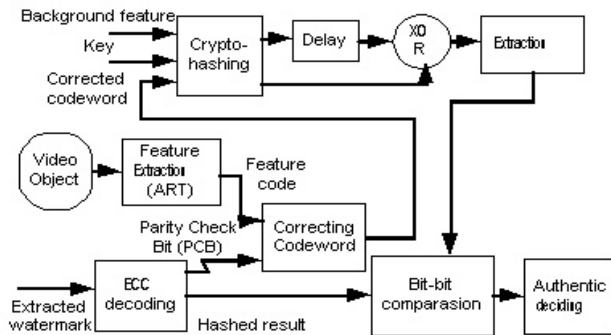 Background feature
Key
Corrected
codeword
Crypto-
hashing
Delay
XO
R
Extraction
Video
Object
Feature
Extraction
(ART)
Feature
code
Parity Check
Bit (PCB)
Correcting
Codeword
Extracted
watermark
ECC
decoding
Hashed result
Bit-bit
comparasion
Authentic
deciding